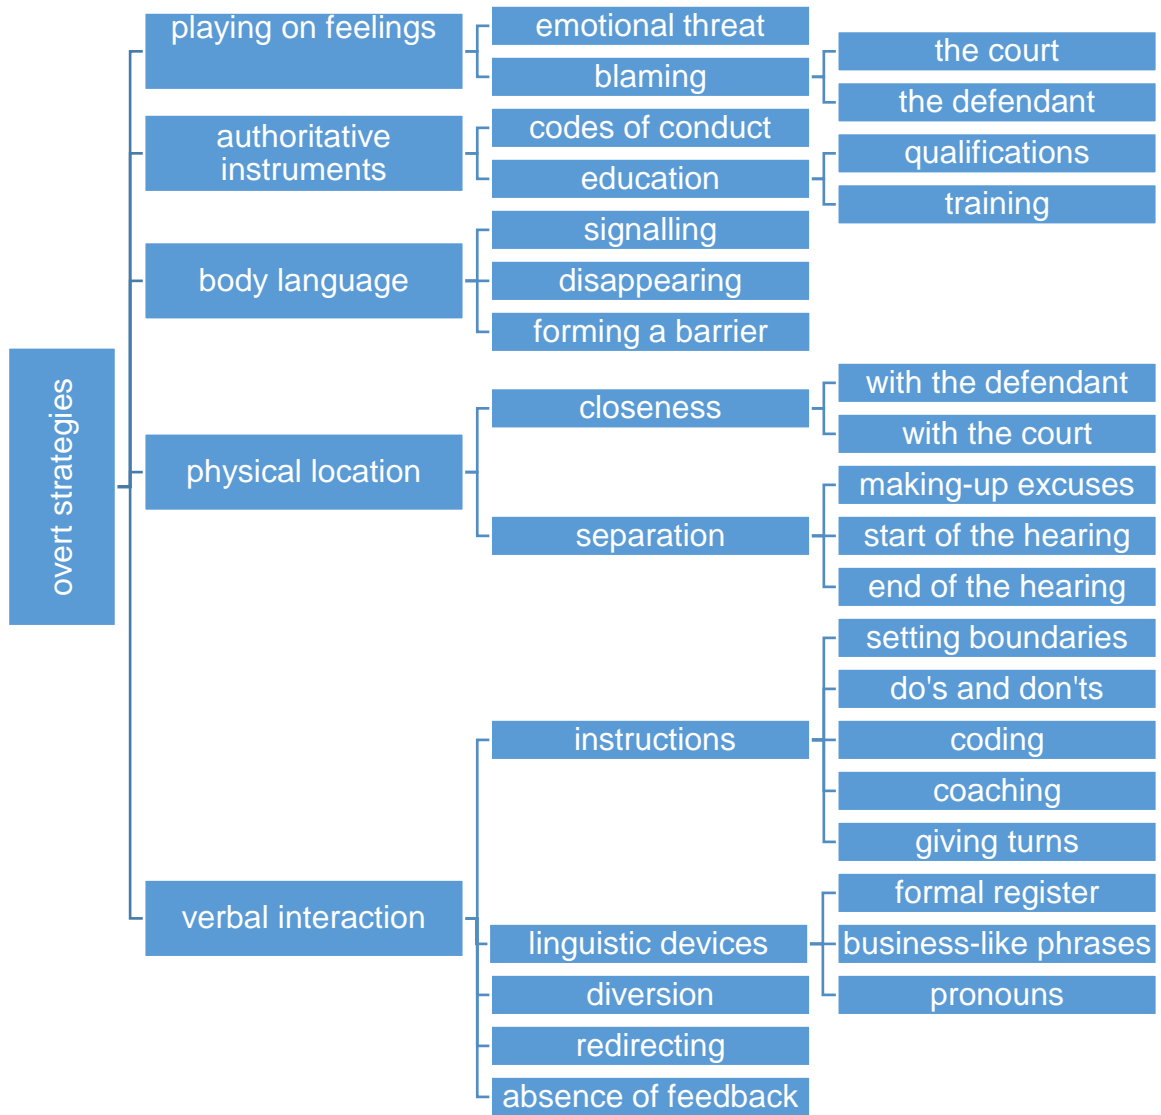 overt strategies
playing on feelings
emotional threat
blaming
the court
the defendant
authoritative
instruments
codes of conduct
education
qualifications
training
body language
signalling
disappearing
forming a barrier
physical location
closeness
with the defendant
with the court
separation
making-up excuses
start of the hearing
end of the hearing
verbal interaction
instructions
setting boundaries
do's and don'ts
coding
coaching
giving turns
linguistic devices
formal register
business-like phrases
pronouns
diversion
redirecting
absence of feedback